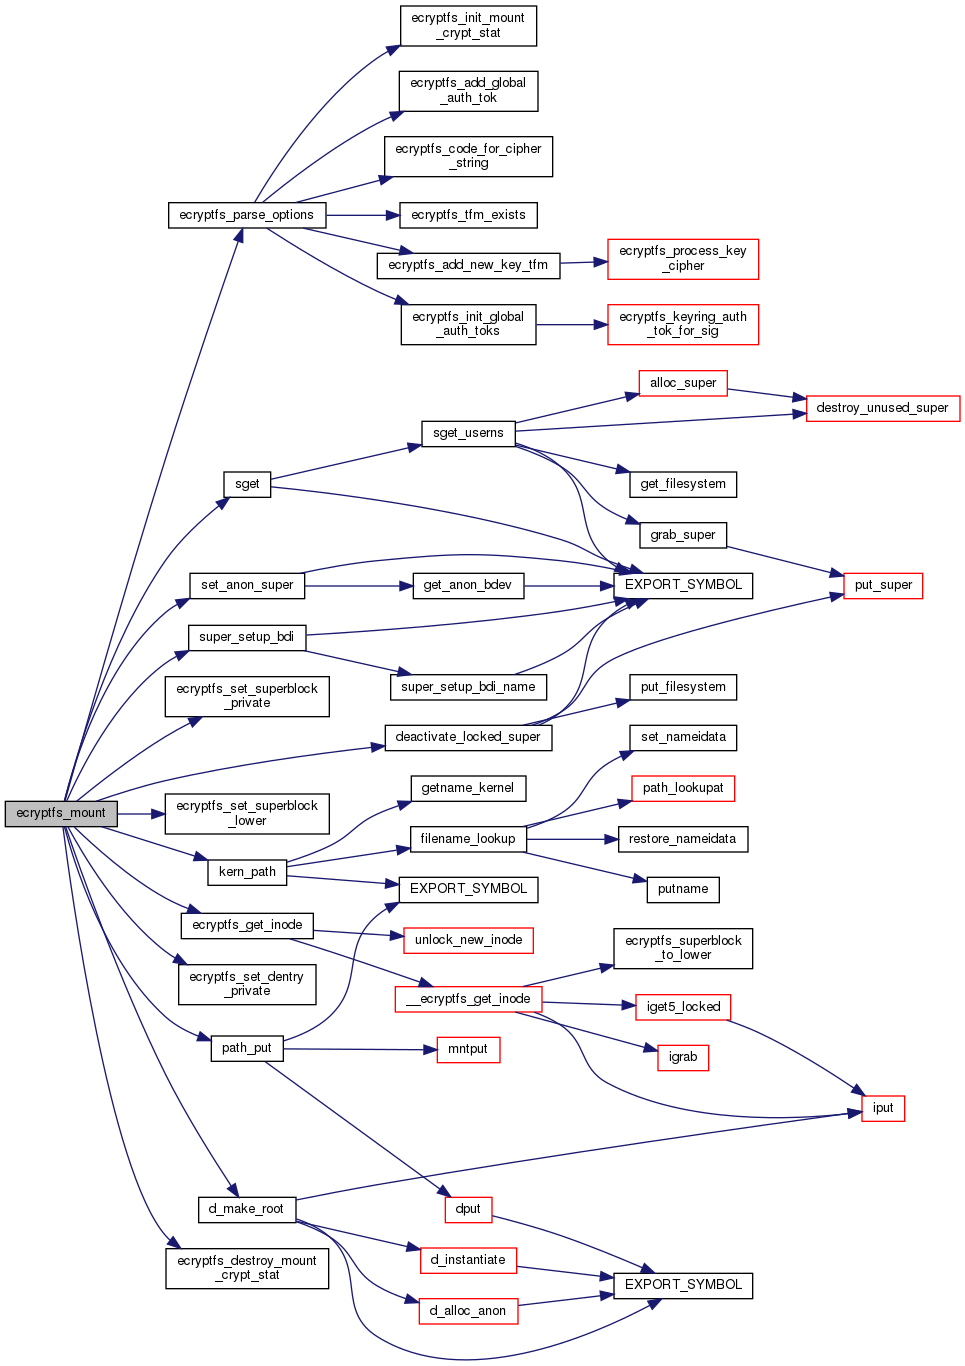 ecryptfs_init_mount
_crypt_stat
ecryptfs_add_global
_auth_tok
ecryptfs_code_for_cipher
_string
ecryptfs_parse_options
ecryptfs_tfm_exists
ecryptfs_add_new_key_tfm
ecryptfs_process_key
_cipher
ecryptfs_init_global
_auth_toks
ecryptfs_keyring_auth
_tok_for_sig
alloc_super
destroy_unused_super
sget_userns
sget
get_filesystem
grab_super
set_anon_super
get_anon_bdev
EXPORT_SYMBOL
put_super
super_setup_bdi
super_setup_bdi_name
put_filesystem
ecryptfs_set_superblock
_private
deactivate_locked_super
set_nameidata
getname_kernel
path_lookupat
ecryptfs_mount
ecryptfs_set_superblock
_lower
filename_lookup
restore_nameidata
kern_path
EXPORT_SYMBOL
putname
ecryptfs_get_inode
unlock_new_inode
ecryptfs_superblock
_to_lower
ecryptfs_set_dentry
_private
__ecryptfs_get_inode
iget5_locked
path_put
mntput
igrab
iput
d_make_root
dput
d_instantiate
ecryptfs_destroy_mount
_crypt_stat
EXPORT_SYMBOL
d_alloc_anon